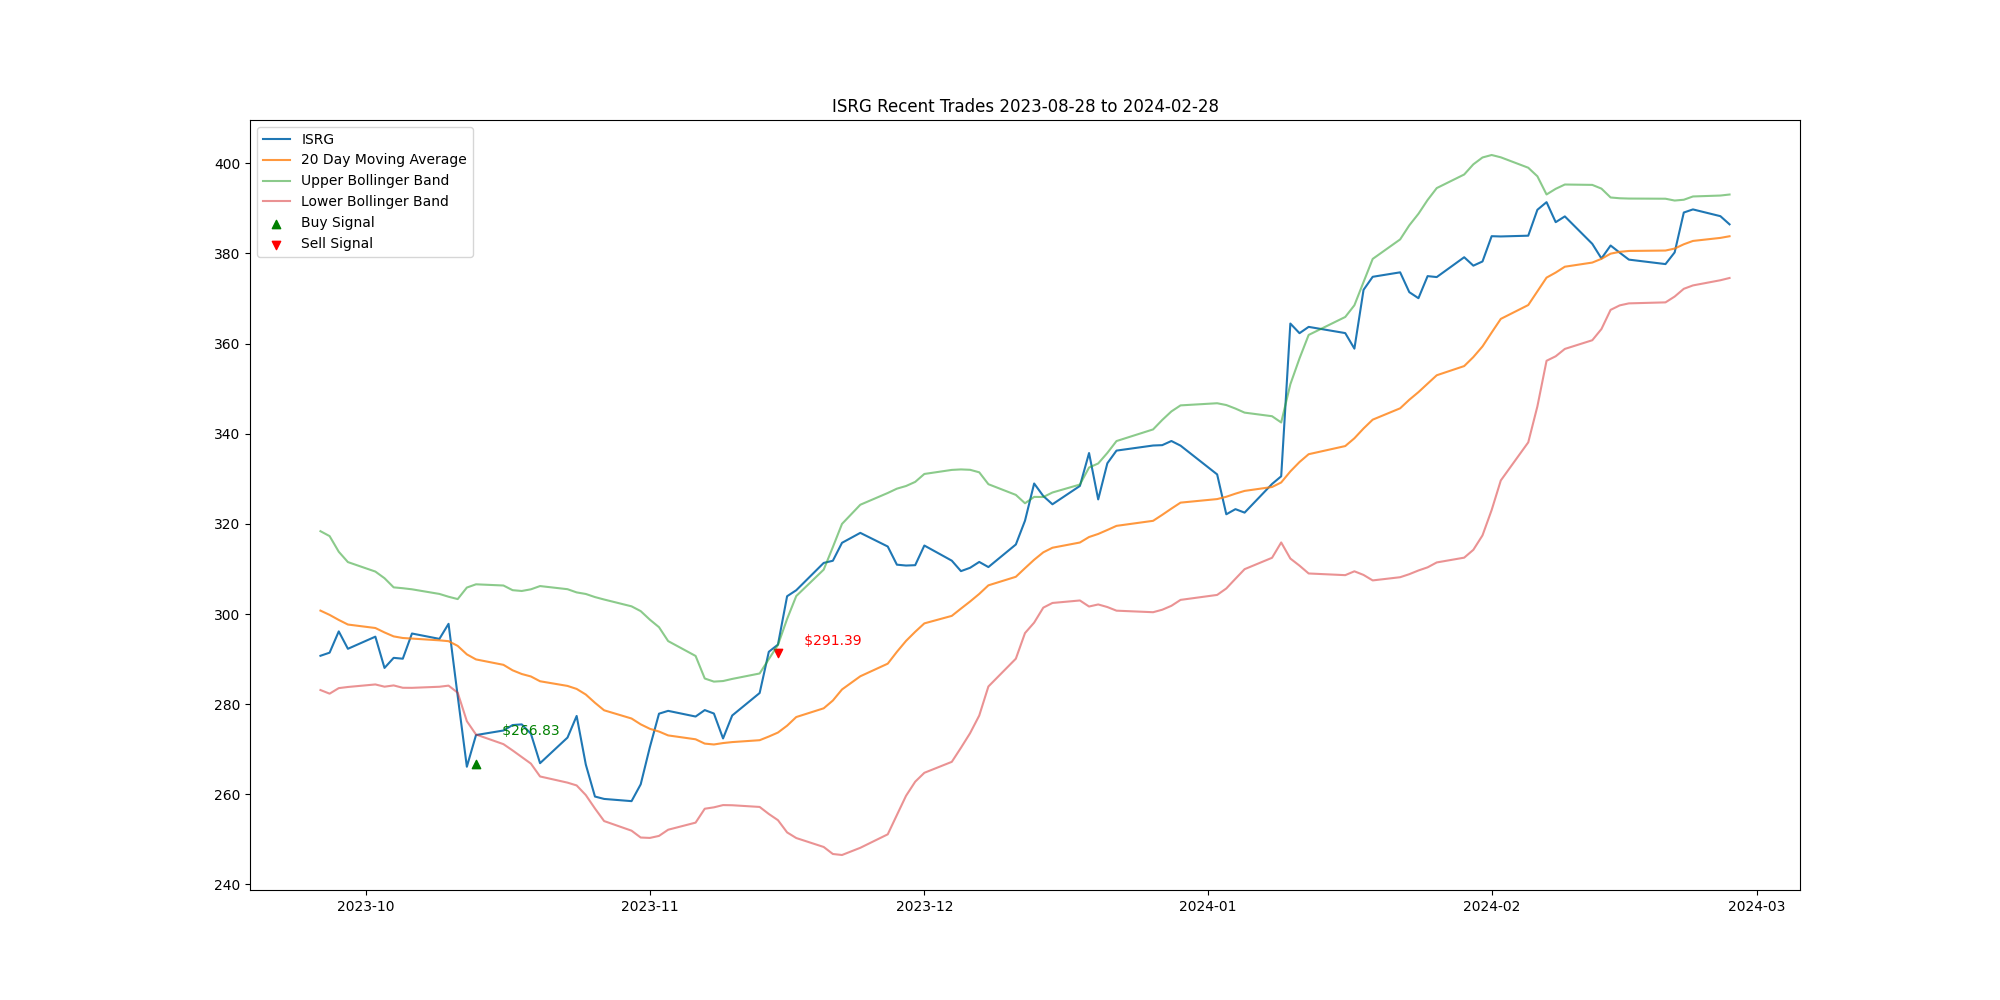 ISRG Recent Trades 2023-08-28 to 2024-02-28
ISRG
20 Day Moving Average
Upper Bollinger Band
Lower Bollinger Band
Buy Signal
Sell Signal
400
380
360
340
320
300
280
260
240
$291.39
$266.83
2023-10 2023-11 2023-12 2024-01 2024-02 2024-03